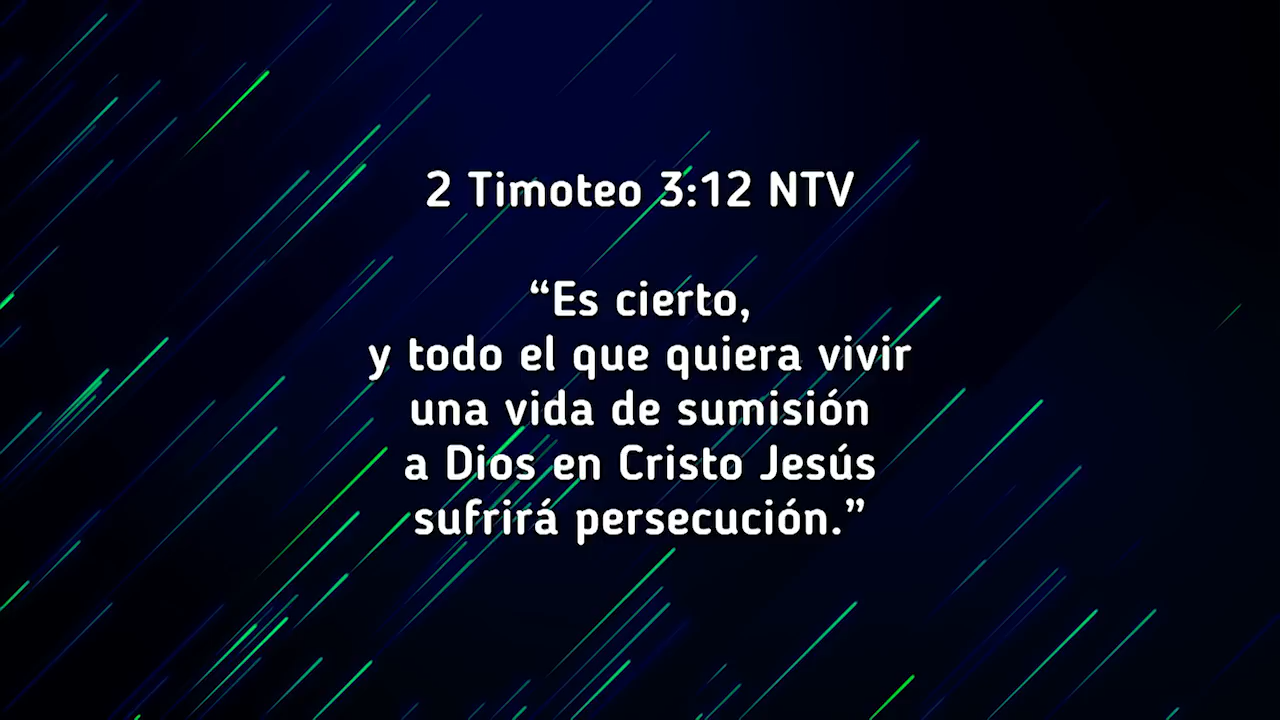 2 Timoteo 3:12 NTV
“Es cierto,
y todo el que quiera vivir
una vida de sumisión
a Dios en Cristo Jesús
sufrirá persecución.”